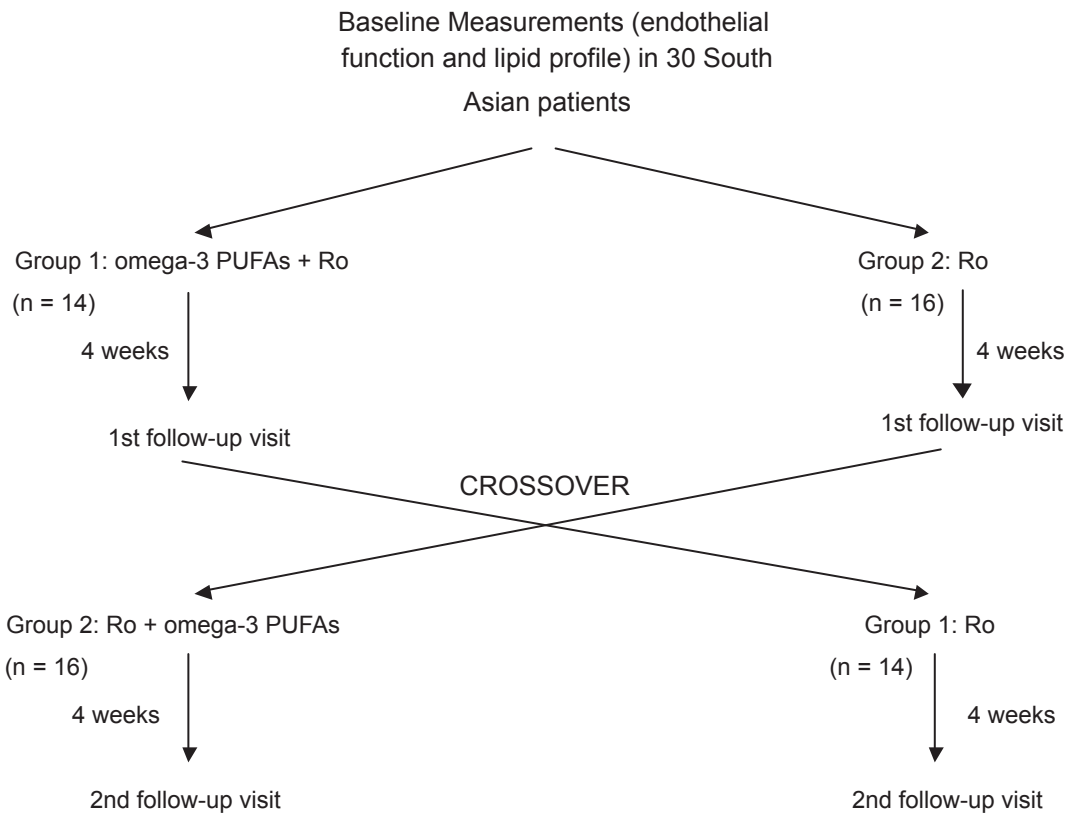 Baseline Measurements (endothelial
function and lipid profile) in 30 South
Asian patients
Group 1: omega-3 PUFAs + Ro
(n = 14)
4 weeks
1st follow-up visit
Group 2: Ro
(n = 16)
4 weeks
1st follow-up visit
CROSSOVER
Group 2: Ro + omega-3 PUFAs
(n = 16)
4 weeks
2nd follow-up visit
Group 1: Ro
(n = 14)
4 weeks
2nd follow-up visit